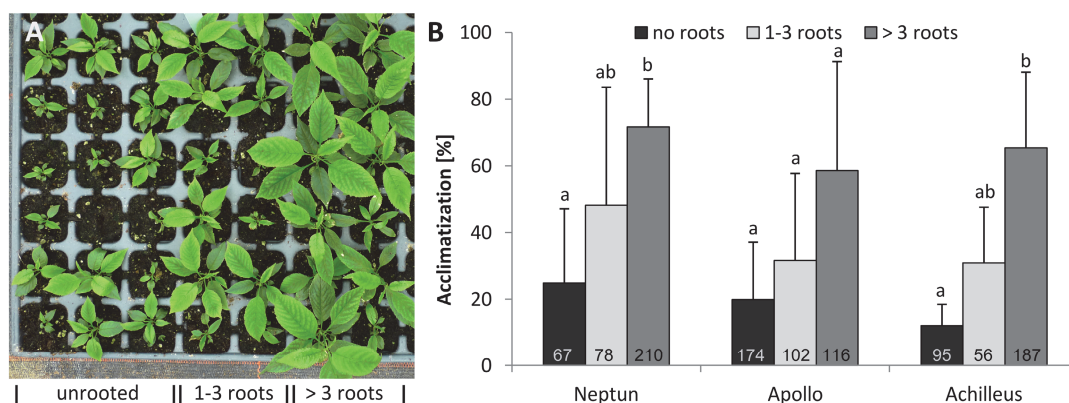 A
unrooted 1-3 roots > 3 roots
B
no roots 1-3 roots > 3 roots
Acclimatization [%]
100
80
60
40
20
0
a ab b
a a a
a ab b
67 78 210 174 102 116 95 56 187
Neptun Apollo Achilleus